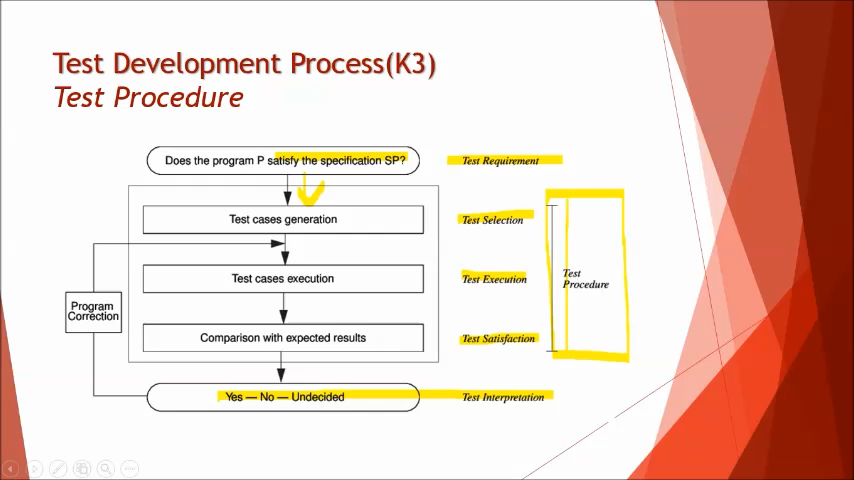 Test Development Process(K3)
Test Procedure
Does the program P satisfy the specification SP?
Test Requirement
Test cases generation
Test Selection
Test cases execution
Test Execution
Test
Procedure
Program
Correction
Comparison with expected results
Test Satisfaction
Yes — No — Undecided
Test Interpretation